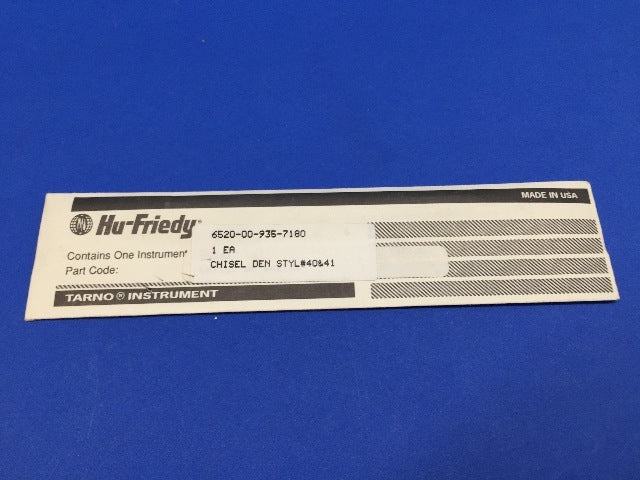 MADE IN USA
HF Hu-Friedy®
6520-00-935-7180
1 EA
CHISEL DEN STYL#40&41
Contains One Instrument
Part Code:
TARNO ® INSTRUMENT